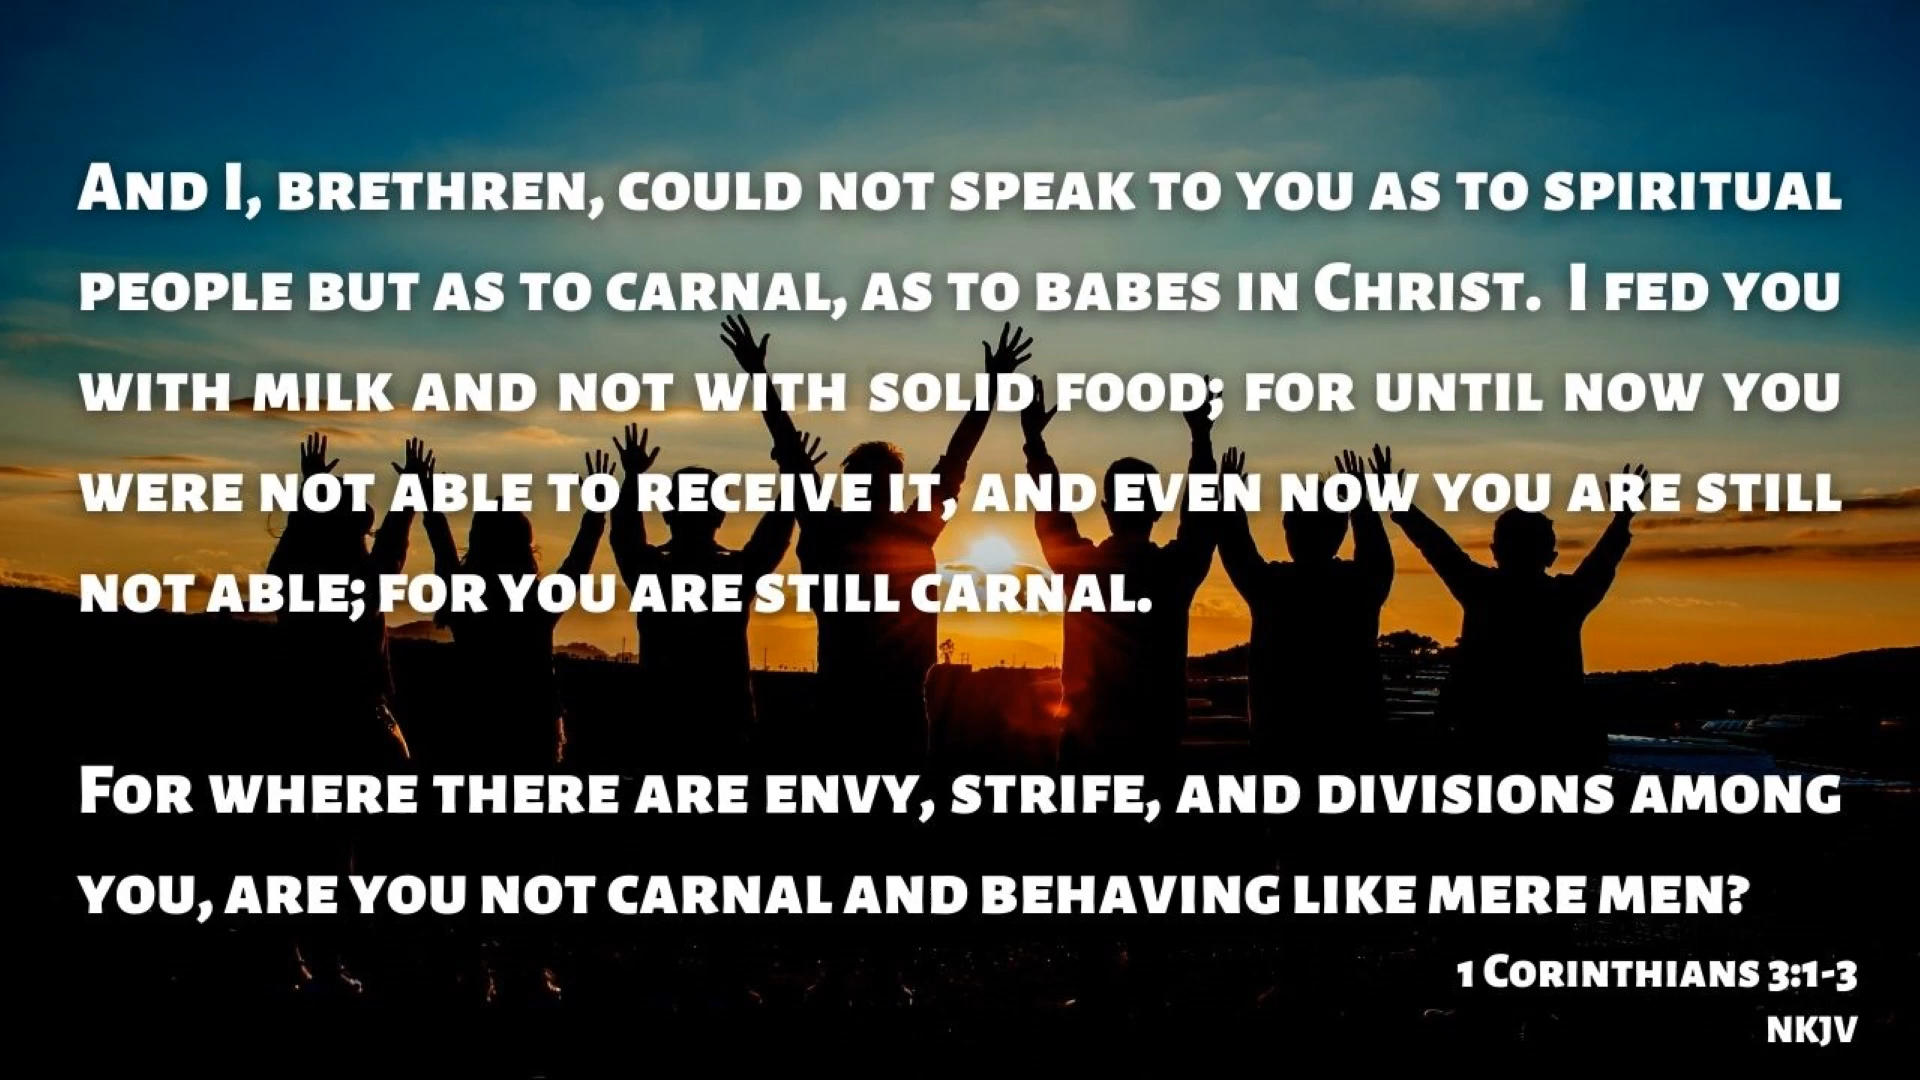 And I, brethren, could not speak to you as to spiritual
people but as to carnal, as to babes in Christ.  I fed you
with milk and not with solid food; for until now you
were not able to receive it, and even now you are still
not able; for you are still carnal.
For where there are envy, strife, and divisions among
you, are you not carnal and behaving like mere men?
1 Corinthians 3:1-3
NKJV